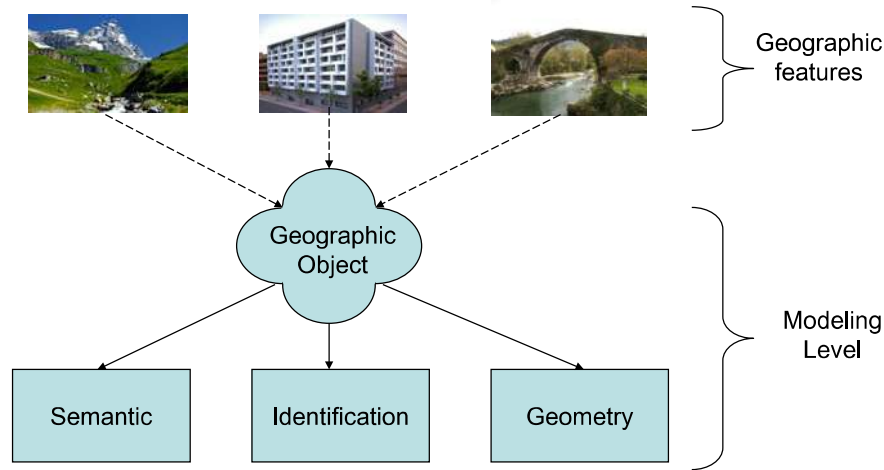 Geographic
features
Geographic
Object
Modeling
Level
Semantic
Identification
Geometry